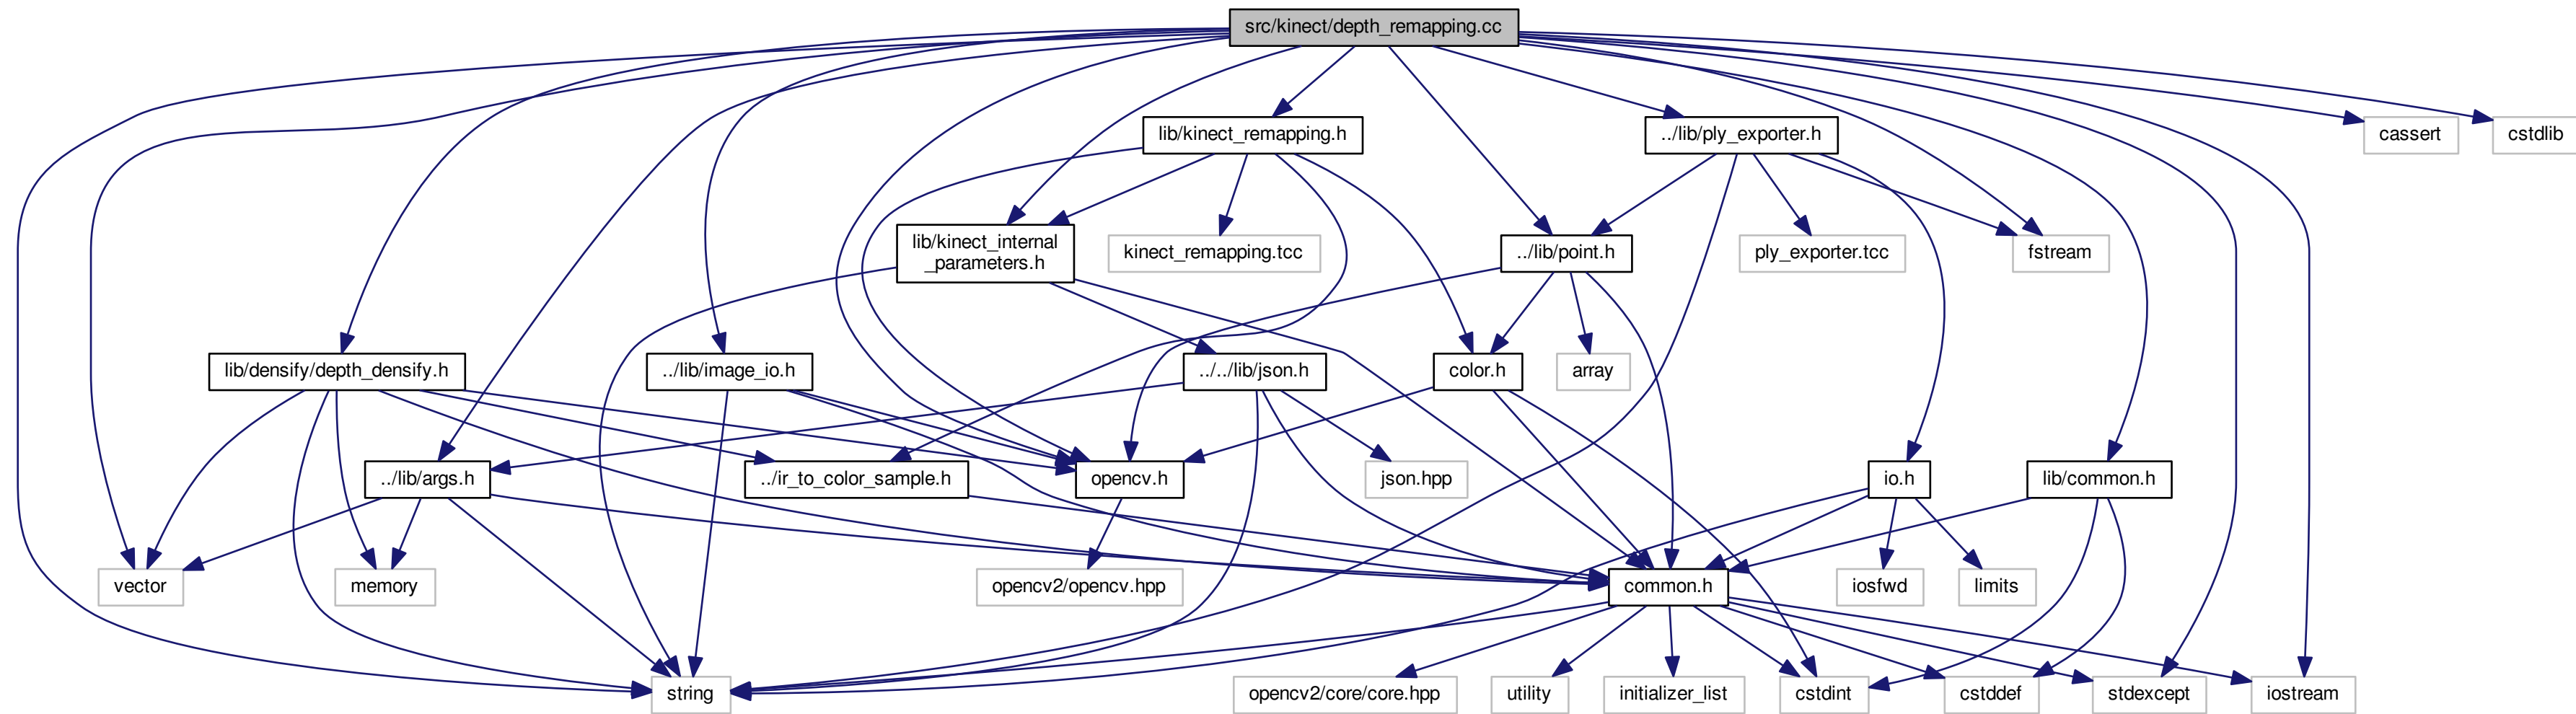 src/kinect/depth_remapping.cc
lib/kinect_remapping.h
../lib/ply_exporter.h
cassert
cstdlib
lib/kinect_internal
_parameters.h
kinect_remapping.tcc
../lib/point.h
ply_exporter.tcc
fstream
lib/densify/depth_densify.h
../lib/image_io.h
../../lib/json.h
color.h
array
../lib/args.h
../ir_to_color_sample.h
opencv.h
json.hpp
io.h
lib/common.h
vector
memory
opencv2/opencv.hpp
common.h
iosfwd
limits
string
opencv2/core/core.hpp
utility
initializer_list
cstdint
cstddef
stdexcept
iostream